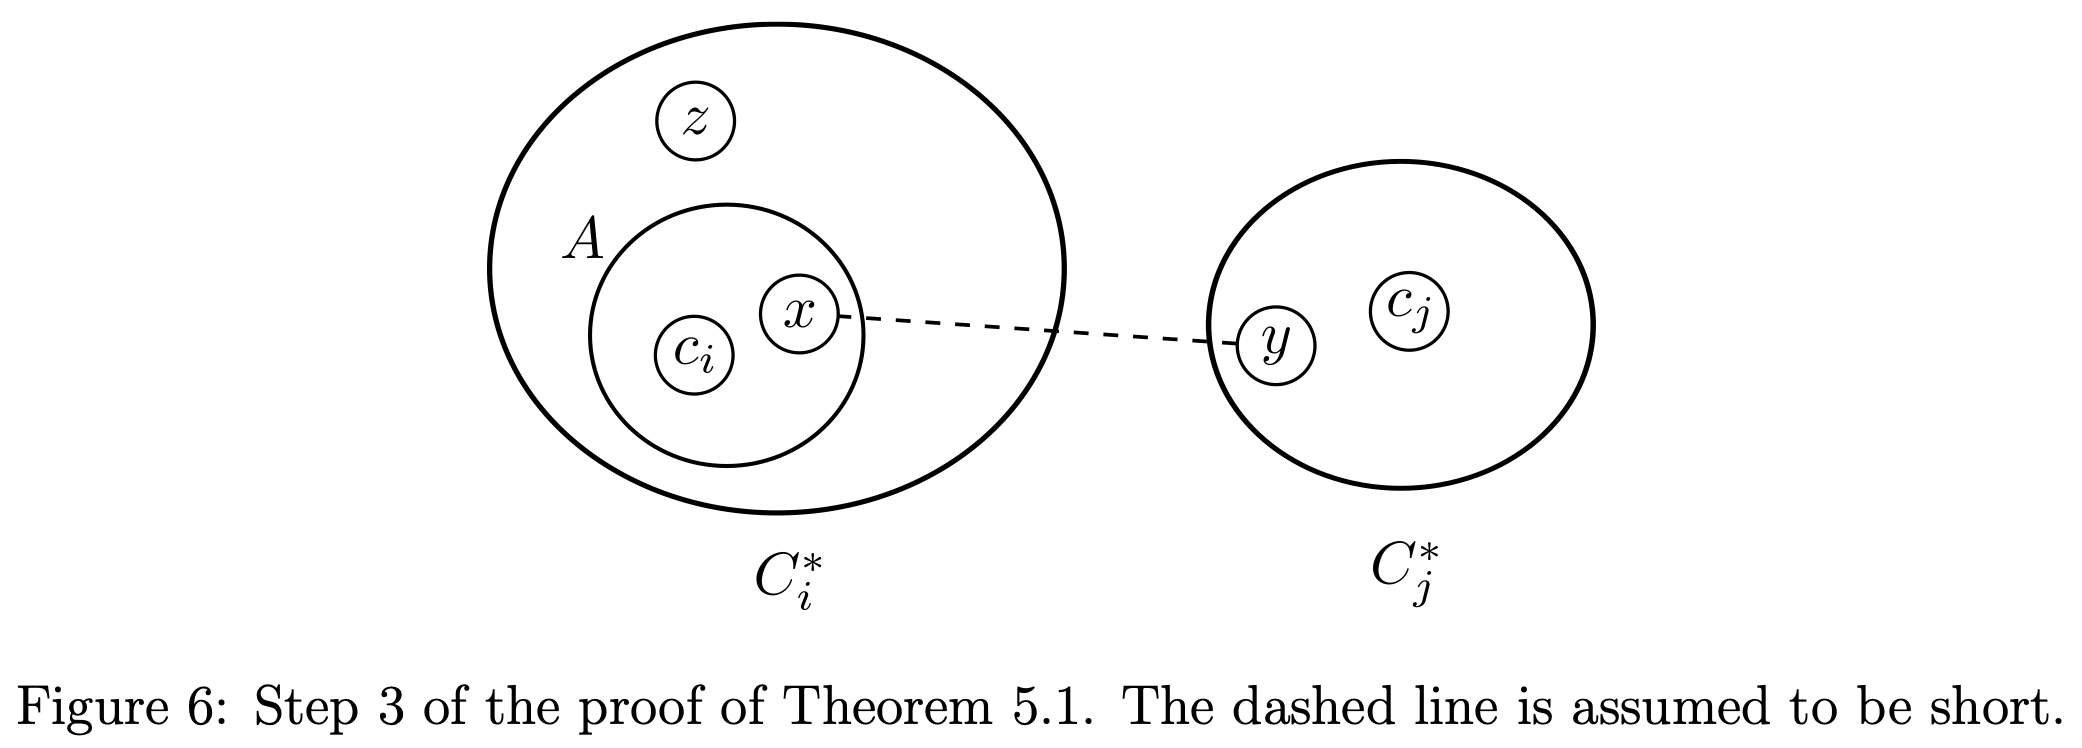 z
A
x
c_i
y
c_j
C_i^*
C_j^*
Figure 6: Step 3 of the proof of Theorem 5.1. The dashed line is assumed to be short.